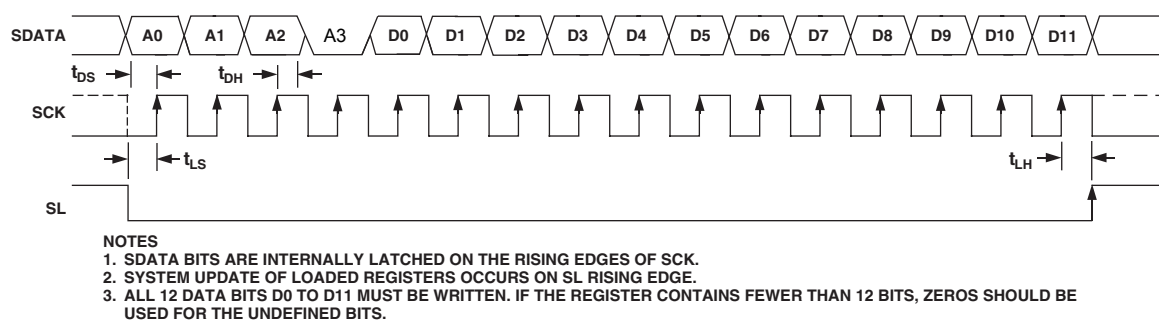 SDATA A0 A1 A2 A3 D0 D1 D2 D3 D4 D5 D6 D7 D8 D9 D10 D11
tDS tDH
SCK
tLS tLH
SL
NOTES
1. SDATA BITS ARE INTERNALLY LATCHED ON THE RISING EDGES OF SCK.
2. SYSTEM UPDATE OF LOADED REGISTERS OCCURS ON SL RISING EDGE.
3. ALL 12 DATA BITS D0 TO D11 MUST BE WRITTEN. IF THE REGISTER CONTAINS FEWER THAN 12 BITS, ZEROS SHOULD BE
USED FOR THE UNDEFINED BITS.